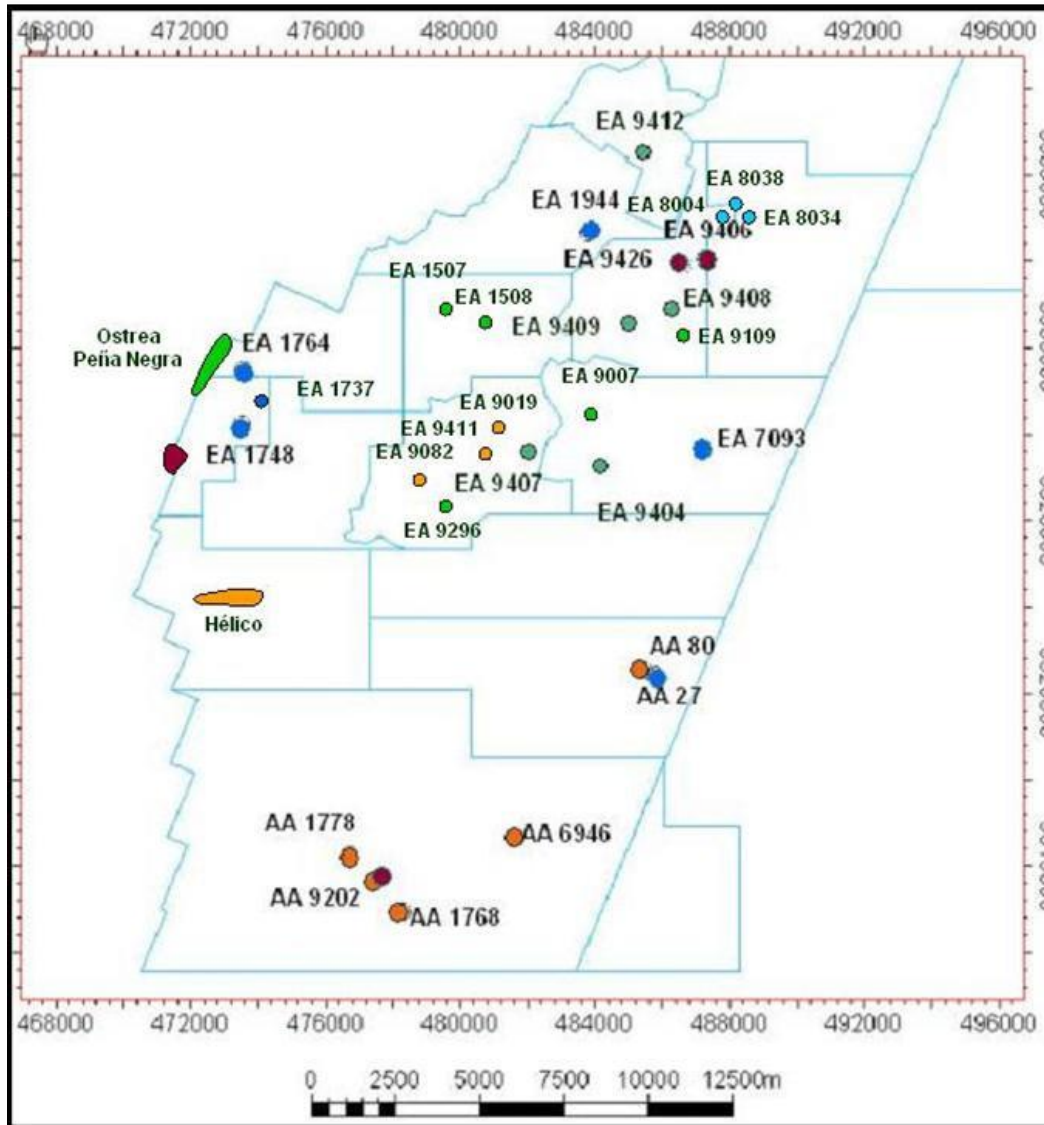 468000 472000 476000 480000 484000 488000 492000 496000
EA 9412
EA 8038
EA 1944
EA 8004
EA 8034
EA 9406
EA 9426
EA 1507
EA 1508
EA 9408
EA 9409
EA 9109
Ostrea
Peña Negra
EA 1764
EA 9007
EA 1737
EA 9019
EA 9411
EA 1748
EA 9082
EA 7093
EA 9407
EA 9404
EA 9296
Hélico
AA 80
AA 27
AA 1778
AA 6946
AA 9202
AA 1768
468000 472000 476000 480000 484000 488000 492000 496000
0 2500 5000 7500 10000 12500m